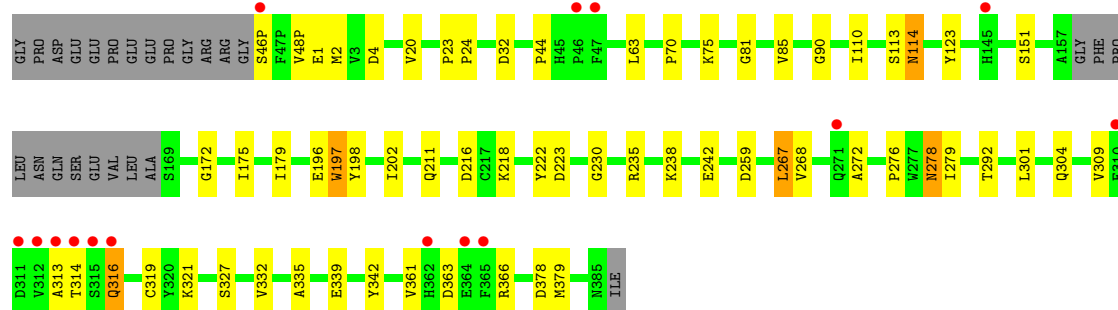 GLY PRO ASP GLU GLU PRO GLU GLU PRO GLY ARG ARG GLY S46P F47P V48P E1 M2 V3 D4 V20 P23 P24 D32 P44 H45 P46 F47 L63 P70 K75 G81 V85 G90 I110 S113 N114 Y123 H145 S151 A157 GLY PHE PRO
LEU ASN GLN SER GLU VAL LEU ALA S169 G172 I175 I179 E196 W197 Y198 I202 Q211 D216 C217 K218 Y222 D223 G230 R235 K238 E242 D259 L267 V268 Q271 A272 P276 W277 N278 I279 T292 L301 Q304 V309 E310
D311 V312 A313 T314 S315 Q316 C319 Y320 K321 S327 V332 A335 E339 Y342 V361 H362 D363 E364 F365 R366 D378 M379 N385 ILE